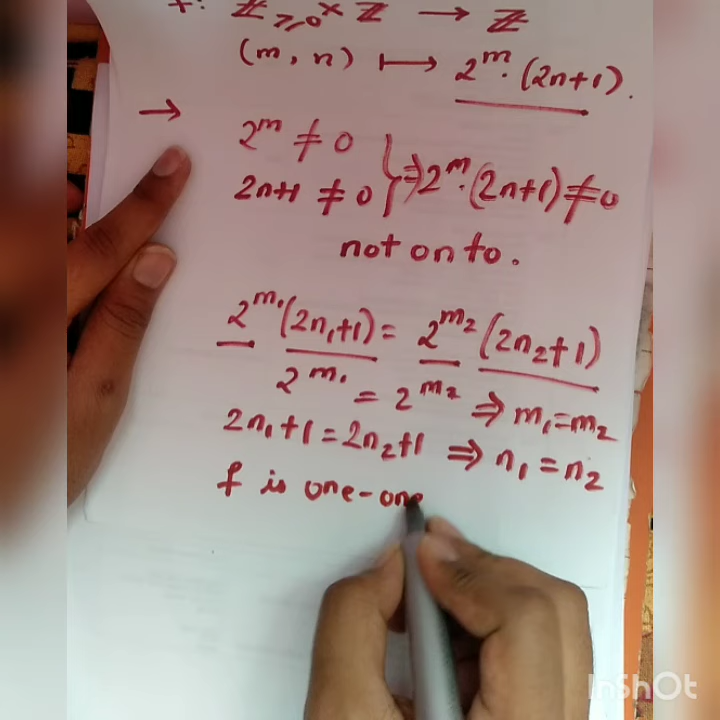 f: ℤ≥0 × ℤ → ℤ
(m, n) ↦ 2^m · (2n+1).
→
2^m ≠ 0
2n+1 ≠ 0 } ⇒ 2^m · (2n+1) ≠ 0
not on to.
2^m₁ (2n₁+1) = 2^m₂ (2n₂+1)
2^m₁ = 2^m₂ ⇒ m₁=m₂
2n₁+1 = 2n₂+1 ⇒ n₁ = n₂
f is one-one
InShOt